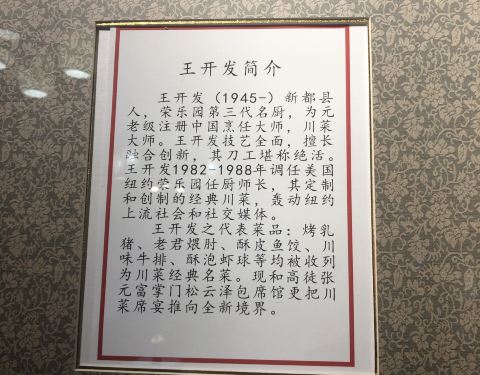 王开发简介
王开发（1945-）新都县
人，荣乐园第三代名厨，为元
老级注册中国烹饪大师，川菜
大师。王开发技艺全面，擅长
融合创新，其刀工堪称绝活。
王开发1982-1988年调任美国
纽约荣乐园任厨师长，其定制
和创制的经典川菜，轰动纽约
上流社会和社交媒体。
王开发之代表菜品：烤乳
猪、老君煨肘、酥皮鱼饺、川
味牛排、酥泡虾球等均被收列
为川菜经典名菜。现和高徒张
元富掌门松云泽包席馆更把川
菜席宴推向全新境界。